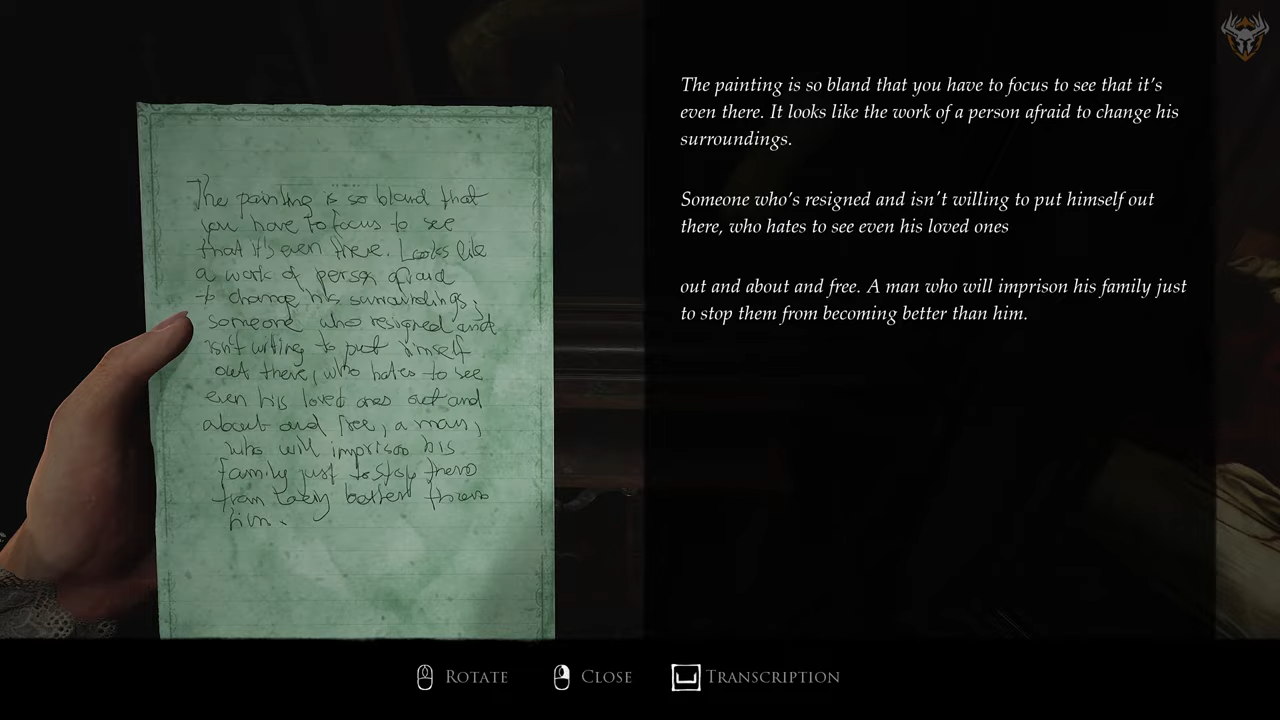 The painting is so bland that
you have to focus to see
that it's even there. Looks like
a work of person afraid
to change his surroundings,
someone who resigned and
isn't willing to put himself
out there, who hates to see
even his loved ones out and
about and free, a man,
who will imprison his
family just to stop them
from being better them
him.
The painting is so bland that you have to focus to see that it's
even there. It looks like the work of a person afraid to change his
surroundings.
Someone who's resigned and isn't willing to put himself out
there, who hates to see even his loved ones
out and about and free. A man who will imprison his family just
to stop them from becoming better than him.
ROTATE
CLOSE
TRANSCRIPTION